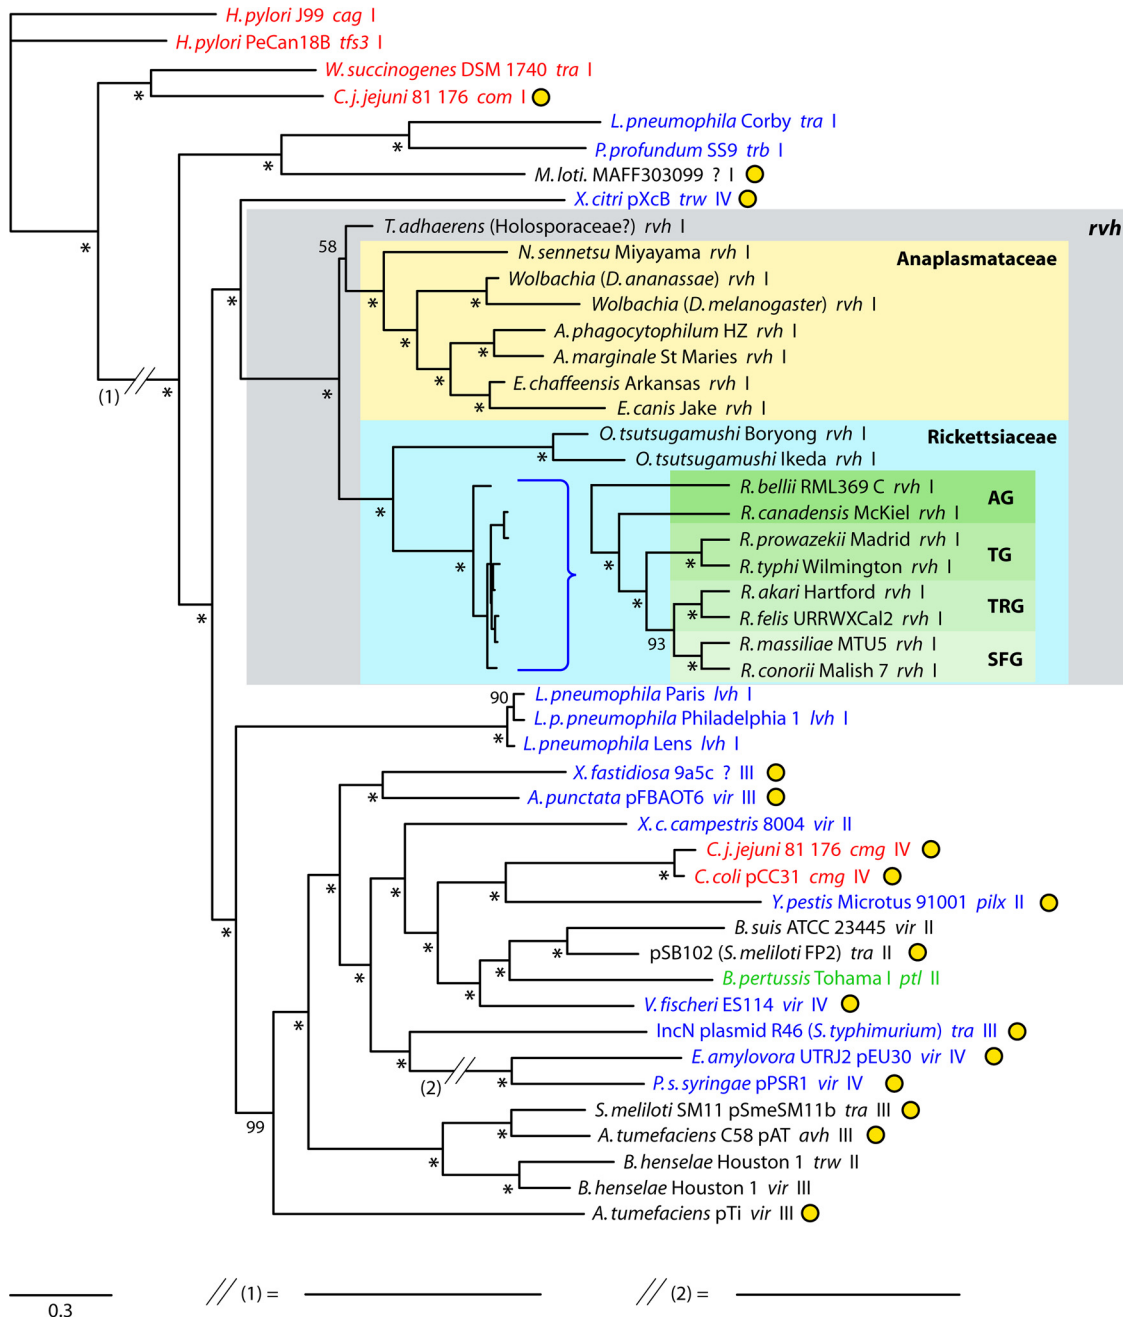 H. pylori J99 cag I
H. pylori PeCan18B tfs3 I
W. succinogenes DSM 1740 tra I
*
C. j. jejuni 81 176 com I
L. pneumophila Corby tra I
*
P. profundum SS9 trb I
*
M. loti. MAFF303099 ? I
X. citri pXcB trw IV
T. adhaerens (Holosporaceae?) rvh I
rvh
*
58
N. sennetsu Miyayama rvh I
Anaplasmataceae
Wolbachia (D. ananassae) rvh I
*
*
*
Wolbachia (D. melanogaster) rvh I
A. phagocytophilum HZ rvh I
*
*
A. marginale St Maries rvh I
*
E. chaffeensis Arkansas rvh I
(1)
*
*
*
E. canis Jake rvh I
O. tsutsugamushi Boryong rvh I
Rickettsiaceae
*
O. tsutsugamushi Ikeda rvh I
R. bellii RML369 C rvh I
AG
*
R. canadensis McKiel rvh I
R. prowazekii Madrid rvh I
TG
*
*
*
R. typhi Wilmington rvh I
R. akari Hartford rvh I
*
TRG
*
*
R. felis URRWXCal2 rvh I
93
R. massiliae MTU5 rvh I
SFG
*
R. conorii Malish 7 rvh I
90
L. pneumophila Paris lvh I
L. p. pneumophila Philadelphia 1 lvh I
*
L. pneumophila Lens lvh I
X. fastidiosa 9a5c ? III
*
A. punctata pFBAOT6 vir III
X. c. campestris 8004 vir II
C. j. jejuni 81 176 cmg IV
*
*
*
C. coli pCC31 cmg IV
Y. pestis Microtus 91001 pilx II
B. suis ATCC 23445 vir II
*
*
*
pSB102 (S. meliloti FP2) tra II
*
*
B. pertussis Tohama I ptl II
*
V. fischeri ES114 vir IV
*
IncN plasmid R46 (S. typhimurium) tra III
*
E. amylovora UTRJ2 pEU30 vir IV
(2)
*
P. s. syringae pPSR1 vir IV
S. meliloti SM11 pSmeSM11b tra III
99
*
A. tumefaciens C58 pAT avh III
*
B. henselae Houston 1 trw II
*
B. henselae Houston 1 vir III
A. tumefaciens pTi vir III
0.3
(1) =
(2) =